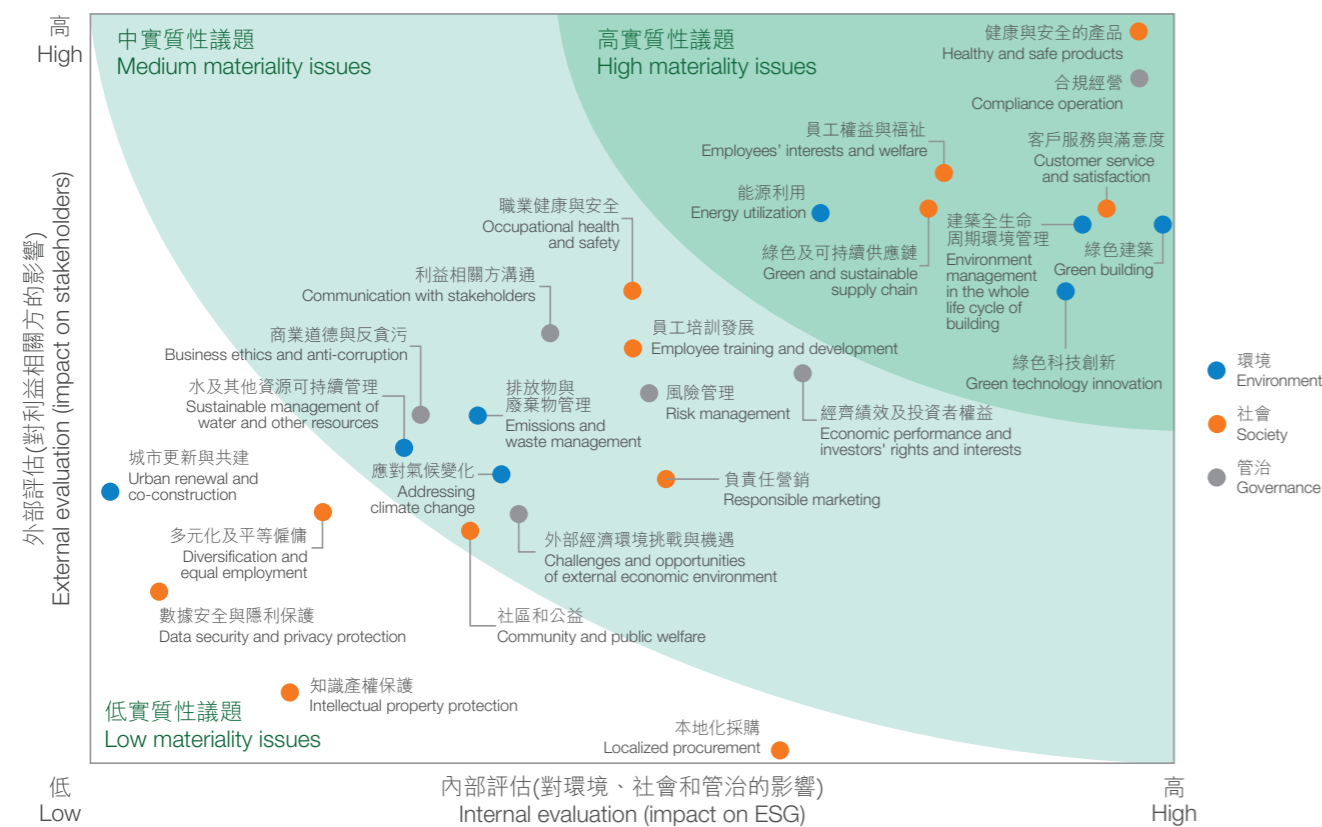 高
High
外部評估(對利益相關方的影響)
External evaluation (impact on stakeholders)
中實質性議題
Medium materiality issues
高實質性議題
High materiality issues
健康與安全的產品
Healthy and safe products
合規經營
Compliance operation
員工權益與福祉
Employees' interests and welfare
客戶服務與滿意度
Customer service
and satisfaction
能源利用
Energy utilization
職業健康與安全
Occupational health
and safety
綠色及可持續供應鏈
Green and sustainable
supply chain
建築全生命
周期環境管理
Environment
management
in the whole
life cycle of
building
綠色建築
Green building
利益相關方溝通
Communication with stakeholders
商業道德與反貪污
Business ethics and anti-corruption
員工培訓發展
Employee training and development
綠色科技創新
Green technology innovation
水及其他資源可持續管理
Sustainable management of
water and other resources
排放物與
廢棄物管理
Emissions and
waste management
風險管理
Risk management
經濟績效及投資者權益
Economic performance and
investors' rights and interests
城市更新與共建
Urban renewal and
co-construction
應對氣候變化
Addressing
climate change
負責任營銷
Responsible marketing
多元化及平等僱傭
Diversification and
equal employment
外部經濟環境挑戰與機遇
Challenges and opportunities
of external economic environment
數據安全與隱利保護
Data security and privacy protection
社區和公益
Community and public welfare
知識產權保護
Intellectual property protection
低實質性議題
Low materiality issues
本地化採購
Localized procurement
環境
Environment
社會
Society
管治
Governance
低
Low
內部評估(對環境、社會和管治的影響)
Internal evaluation (impact on ESG)
高
High